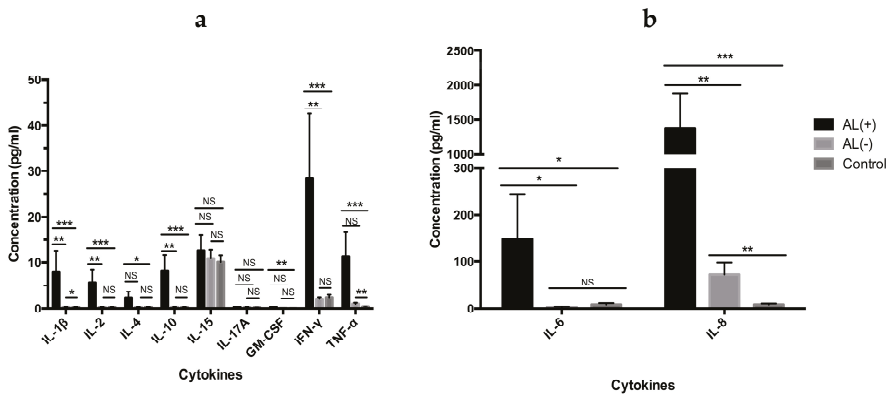 a
b
Concentration (pg/ml)
50
40
30
20
10
0
***
**
*
***
**
NS
*
NS
NS
***
**
NS
NS
NS
NS
NS
NS
NS
**
NS
NS
***
**
NS
***
NS
**
IL-1β
IL-2
IL-4
IL-10
IL-15
IL-17A
GM-CSF
IFN-γ
TNF-α
Cytokines
Concentration (pg/ml)
2500
2000
1500
1000
300
200
100
0
*
*
NS
***
**
**
IL-6
IL-8
Cytokines
AL(+)
AL(-)
Control